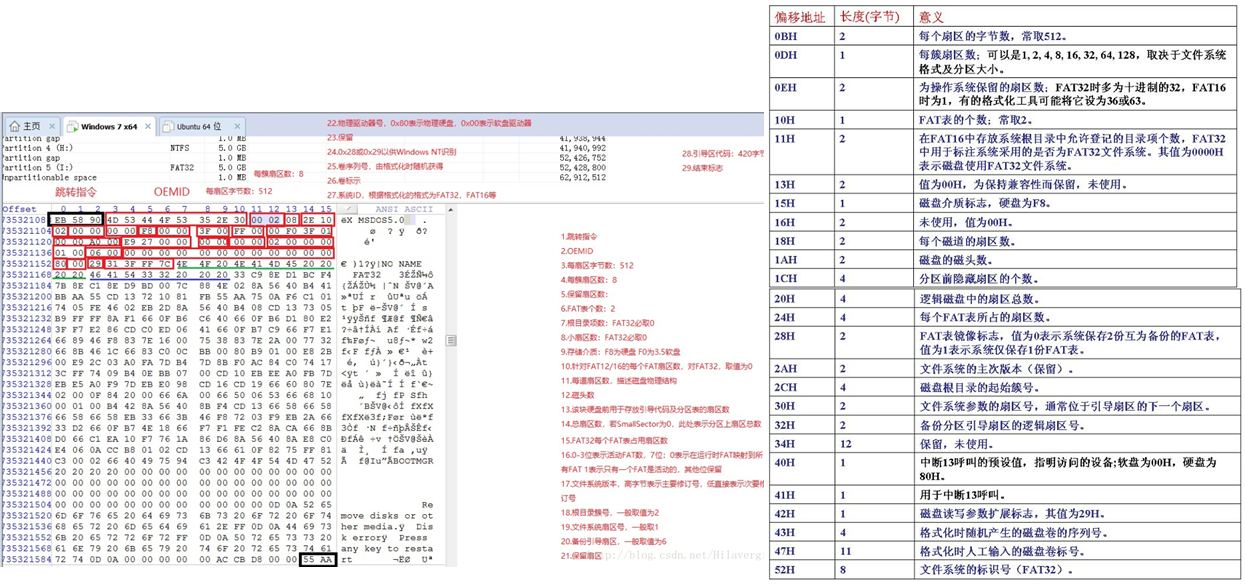 主页
Windows 7 x64
Ubuntu 64 位
artition gap 1.0 MB 41,938,944
artition 4 (H:) NTFS 5.0 GB 41,940,992
artition gap 1.0 MB 52,426,752
artition 5 (I:) FAT32 5.0 GB 52,428,800
npartitionable space 1.0 MB 62,912,512
22.物理驱动器号，0x80表示物理硬盘，0x00表示软盘驱动器
23.保留
24.0x28或0x29以供Windows NT识别
25.卷序列号，由格式化时随机获得
26.卷标示
27.系统ID，根据格式化的格式为FAT32，FAT16等
28.引导区代码：420字节
29.结束标志
每簇扇区数：8
跳转指令 OEMID 每扇区字节数：512
Offset 0 1 2 3 4 5 6 7 8 9 10 11 12 13 14 15 ANSI ASCII
73532108 EB 58 90 4D 53 44 4F 53 35 2E 30 00 02 08 2E 10 ëX MSDOS5.0
735321104 02 00 00 00 00 F8 00 00 3F 00 FF 00 00 F0 3F 01
735321120 00 00 A0 00 E9 27 00 00 00 00 00 00 02 00 00 00
735321136 01 00 06 00 00 00 00 00 00 00 00 00 00 00 00 00
735321152 80 00 29 31 3F FF 7C 4E 4F 20 4E 41 4D 45 20 20 € )1?ÿ|NO NAME
735321168 20 20 46 41 54 33 32 20 20 20 33 C9 8E D1 BC F4
735321184 7B 8E C1 8E D9 BD 00 7C 88 4E 02 8A 56 40 B4 41
735321200 BB AA 55 CD 13 72 10 81 FB 55 AA 75 0A F6 C1 01
735321216 74 05 FE 46 02 EB 2D 8A 56 40 B4 08 CD 13 73 05
735321232 B9 FF FF 8A F1 66 0F B6 C6 40 66 0F B6 D1 80 E2
735321248 3F F7 E2 86 CD C0 ED 06 41 66 0F B7 C9 66 F7 E1
735321264 66 89 46 F8 83 7E 16 00 75 38 83 7E 2A 00 77 32
735321280 66 8B 46 1C 66 83 C0 0C BB 00 80 B9 01 00 E8 2B
735321296 00 E9 2C 03 A0 FA 7D B4 7D 8B F0 AC 84 C0 74 17
735321312 3C FF 74 09 B4 0E BB 07 00 CD 10 EB EE A0 FB 7D
735321328 EB E5 A0 F9 7D EB E0 98 CD 16 CD 19 66 60 80 7E
735321344 02 00 0F 84 20 00 66 6A 00 66 50 06 53 66 68 10
735321360 00 01 00 B4 42 8A 56 40 8B F4 CD 13 66 58 66 58
735321376 66 58 66 58 EB 33 66 3B 46 F8 72 03 F9 EB 2A 66
735321392 33 D2 66 0F B7 4E 18 66 F7 F1 FE C2 8A CA 66 8B
735321408 D0 66 C1 EA 10 F7 76 1A 86 D6 8A 56 40 8A E8 C0
735321424 E4 06 0A CC B8 01 02 CD 13 66 61 0F 82 75 FF 81
735321440 C3 00 02 66 40 49 75 94 C3 42 4F 4F 54 4D 47 52
735321456 20 20 20 20 00 00 00 00 00 00 00 00 00 00 00 00
735321472 00 00 00 00 00 00 00 00 00 00 00 00 00 00 00 00
735321488 00 00 00 00 00 00 00 00 00 00 00 00 00 00 00 00
735321504 00 00 00 00 00 00 00 00 00 00 00 00 0D 0A 52 65 Re
735321520 6D 6F 76 65 20 64 69 73 6B 73 20 6F 72 20 6F 74 move disks or ot
735321536 68 65 72 20 6D 65 64 69 61 2E FF 0D 0A 44 69 73 her media.ÿ Dis
735321552 6B 20 65 72 72 6F 72 FF 0D 0A 50 72 65 73 73 20 k errorÿ Press
735321568 61 6E 79 20 6B 65 79 20 74 6F 20 72 65 73 74 61 any key to resta
735321584 72 74 0D 0A 00 00 00 00 00 AC CB D8 00 00 55 AA rt
1.跳转指令
2.OEMID
3.每扇区字节数：512
4.每簇扇区数：8
5.保留扇区数：
6.FAT表个数：2
7.根目录项数：FAT32必取0
8.小扇区数：FAT32必取0
9.存储介质：F8为硬盘 F0为3.5软盘
10.针对FAT12/16的每个FAT扇区数，对FAT32，取值为0
11.每道扇区数，描述磁盘物理结构
12.磁头数
13.该块硬盘前用于存放引导代码及分区表的扇区数
14.总扇区数，若SmallSector为0，此处表示分区上扇区总数
15.FAT32每个FAT表占用扇区数
16.0-3位表示活动FAT数，7位：0表示在运行时FAT映射到所
有FAT 1表示只有一个FAT是活动的，其他位保留
17.文件系统版本，高字节表示主要修订号，低直接表示次要修
订号
18.根目录簇号，一般取值为2
19.文件系统扇区号，一般取1
20.备份引导扇区，一般取值为6
21.保留扇区
http://blog.csdn.net/Hilaverg
偏移地址 长度(字节) 意义
0BH 2 每个扇区的字节数，常取512。
0DH 1 每簇扇区数；可以是1, 2, 4, 8, 16, 32, 64, 128，取决于文件系统
格式及分区大小。
0EH 2 为操作系统保留的扇区数；FAT32时多为十进制的32，FAT16
时为1，有的格式化工具可能将它设为36或63。
10H 1 FAT表的个数；常取2。
11H 2 在FAT16中存放系统根目录中允许登记的目录项个数，FAT32
中用于标注系统采用的是否为FAT32文件系统。其值为0000H
表示磁盘使用FAT32文件系统。
13H 2 值为00H，为保持兼容性而保留，未使用。
15H 1 磁盘介质标志，硬盘为F8。
16H 2 未使用，值为00H。
18H 2 每个磁道的扇区数。
1AH 2 磁盘的磁头数。
1CH 4 分区前隐藏扇区的个数。
20H 4 逻辑磁盘中的扇区总数。
24H 4 每个FAT表所占的扇区数。
28H 2 FAT表镜像标志，值为0表示系统保存2份互为备份的FAT表，
值为1表示系统仅保存1份FAT表。
2AH 2 文件系统的主次版本（保留）。
2CH 4 磁盘根目录的起始簇号。
30H 2 文件系统参数的扇区号，通常位于引导扇区的下一个扇区。
32H 2 备份分区引导扇区的逻辑扇区号。
34H 12 保留，未使用。
40H 1 中断13呼叫的预设值，指明访问的设备;软盘为00H，硬盘为
80H。
41H 1 用于中断13呼叫。
42H 1 磁盘读写参数扩展标志，其值为29H。
43H 4 格式化时随机产生的磁盘卷的序列号。
47H 11 格式化时人工输入的磁盘卷标号。
52H 8 文件系统的标识号（FAT32）。